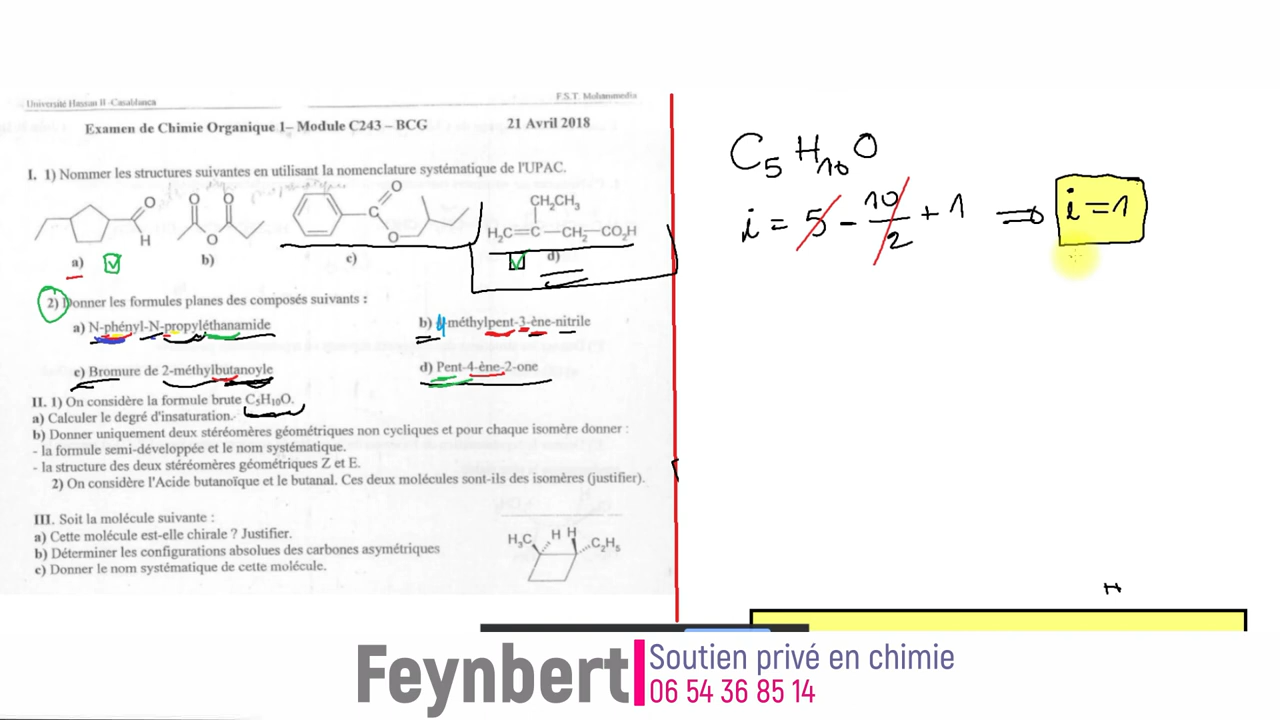 Université Hassan II -Casablanca
F.S.T Mohammedia
Examen de Chimie Organique 1– Module C243 – BCG
21 Avril 2018
I. 1) Nommer les structures suivantes en utilisant la nomenclature systématique de l'UPAC.
O
H
a)
O O
O
b)
O
C
O
c)
CH₂CH₃
H₂C=C—CH₂—CO₂H
d)
2) Donner les formules planes des composés suivants :
a) N-phényl-N-propyléthanamide
b) 4 méthylpent-3-ène-nitrile
c) Bromure de 2-méthylbutanoyle
d) Pent-4-ène-2-one
II. 1) On considère la formule brute C₅H₁₀O.
a) Calculer le degré d'insaturation.
b) Donner uniquement deux stéréomères géométriques non cycliques et pour chaque isomère donner :
- la formule semi-développée et le nom systématique.
- la structure des deux stéréomères géométriques Z et E.
2) On considère l'Acide butanoïque et le butanal. Ces deux molécules sont-ils des isomères (justifier).
III. Soit la molécule suivante :
a) Cette molécule est-elle chirale ? Justifier.
b) Déterminer les configurations absolues des carbones asymétriques
c) Donner le nom systématique de cette molécule.
H₃C H H C₂H₅
C₅H₁₀O
i = 5 - 10/2 + 1 ⇒ i = 1
H
Feynbert
Soutien privé en chimie
06 54 36 85 14